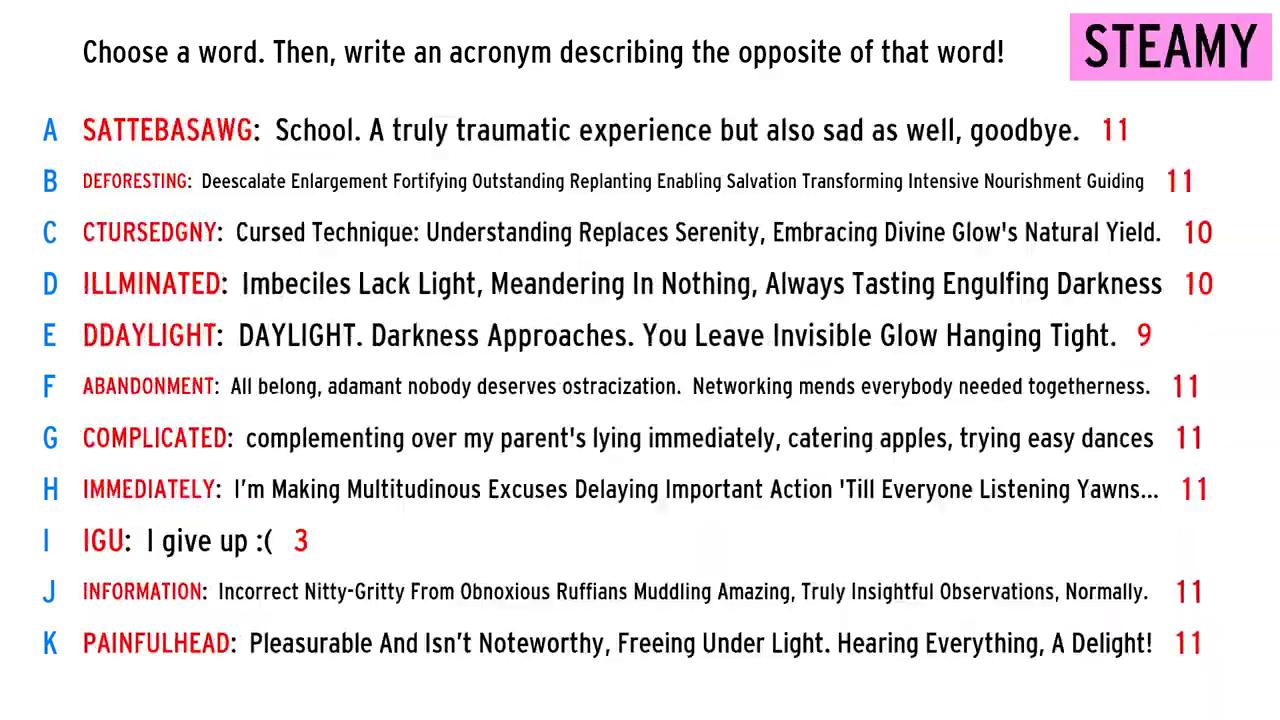 Choose a word. Then, write an acronym describing the opposite of that word!
STEAMY
A SATTEBASAWG: School. A truly traumatic experience but also sad as well, goodbye. 11
B DEFORESTING: Deescalate Enlargement Fortifying Outstanding Replanting Enabling Salvation Transforming Intensive Nourishment Guiding 11
C CTURSEDGNY: Cursed Technique: Understanding Replaces Serenity, Embracing Divine Glow's Natural Yield. 10
D ILLMINATED: Imbeciles Lack Light, Meandering In Nothing, Always Tasting Engulfing Darkness 10
E DDAYLIGHT: DAYLIGHT. Darkness Approaches. You Leave Invisible Glow Hanging Tight. 9
F ABANDONMENT: All belong, adamant nobody deserves ostracization. Networking mends everybody needed togetherness. 11
G COMPLICATED: complementing over my parent's lying immediately, catering apples, trying easy dances 11
H IMMEDIATELY: I'm Making Multitudinous Excuses Delaying Important Action 'Till Everyone Listening Yawns... 11
I IGU: I give up :( 3
J INFORMATION: Incorrect Nitty-Gritty From Obnoxious Ruffians Muddling Amazing, Truly Insightful Observations, Normally. 11
K PAINFULHEAD: Pleasurable And Isn't Noteworthy, Freeing Under Light. Hearing Everything, A Delight! 11